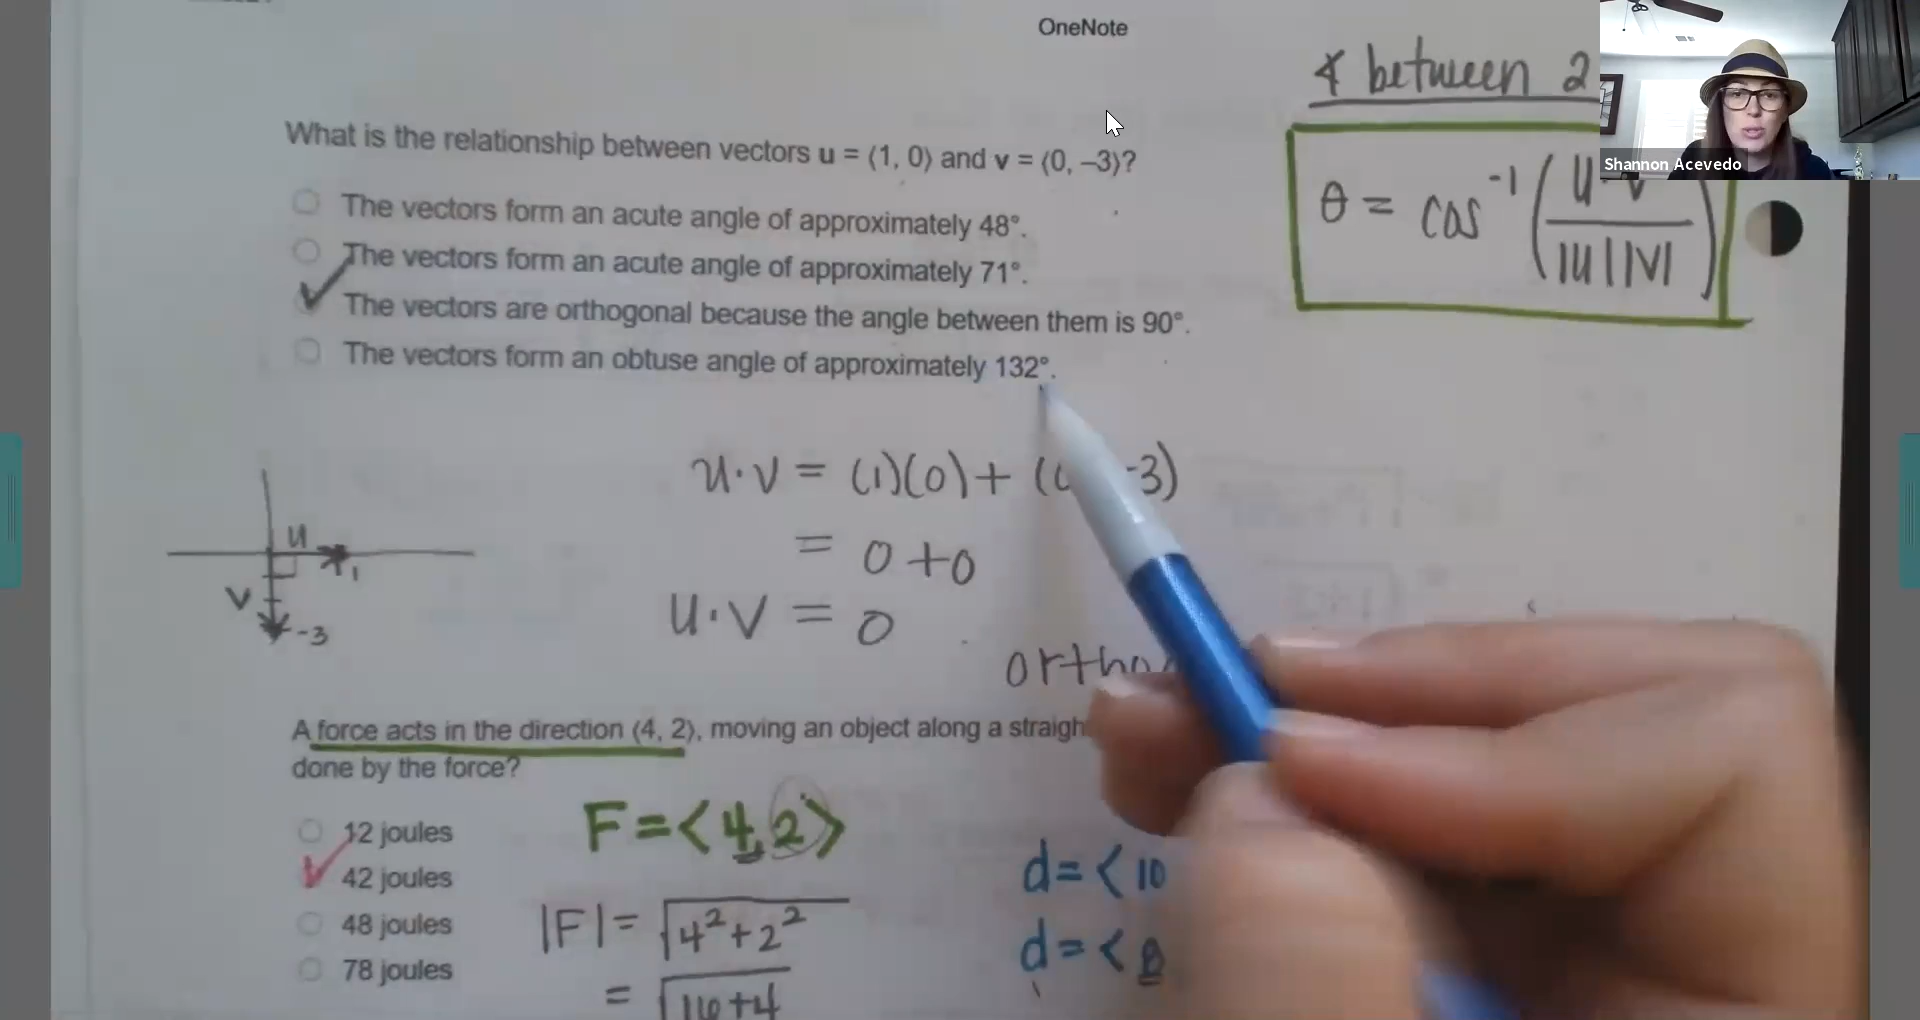 OneNote
∡ between 2
Shannon Acevedo
What is the relationship between vectors u = ⟨1, 0⟩ and v = ⟨0, –3⟩?
θ = cos⁻¹(u·v / |u||v|)
The vectors form an acute angle of approximately 48°.
The vectors form an acute angle of approximately 71°.
The vectors are orthogonal because the angle between them is 90°.
The vectors form an obtuse angle of approximately 132°.
u·v = (1)(0)+(0 -3)
= 0+0
u·v = 0
u
1
v
-3
A force acts in the direction ⟨4, 2⟩, moving an object along a
done by the force?
12 joules
42 joules
48 joules
78 joules
F=<4,2>
|F|= √4²+2²
= √16+4
d=<10
d=<8